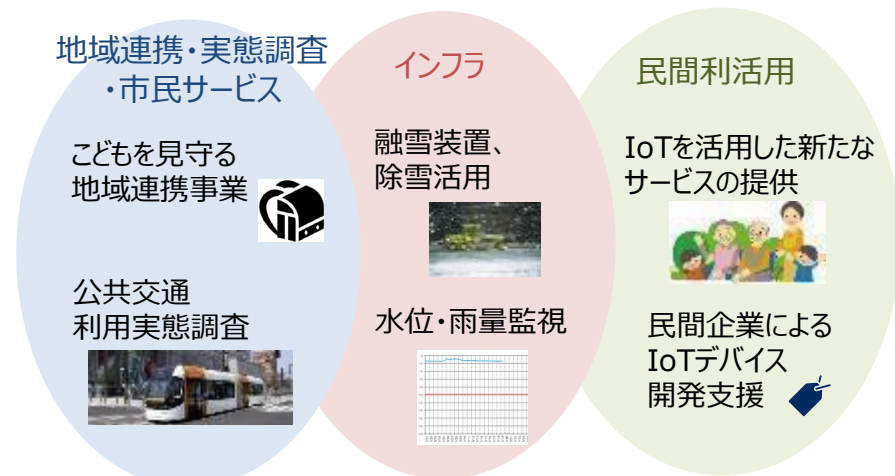 地域連携・実態調査
・市民サービス
こどもを見守る
地域連携事業
公共交通
利用実態調査
インフラ
融雪装置、
除雪活用
水位・雨量監視
民間利活用
IoTを活用した新たな
サービスの提供
民間企業による
IoTデバイス
開発支援